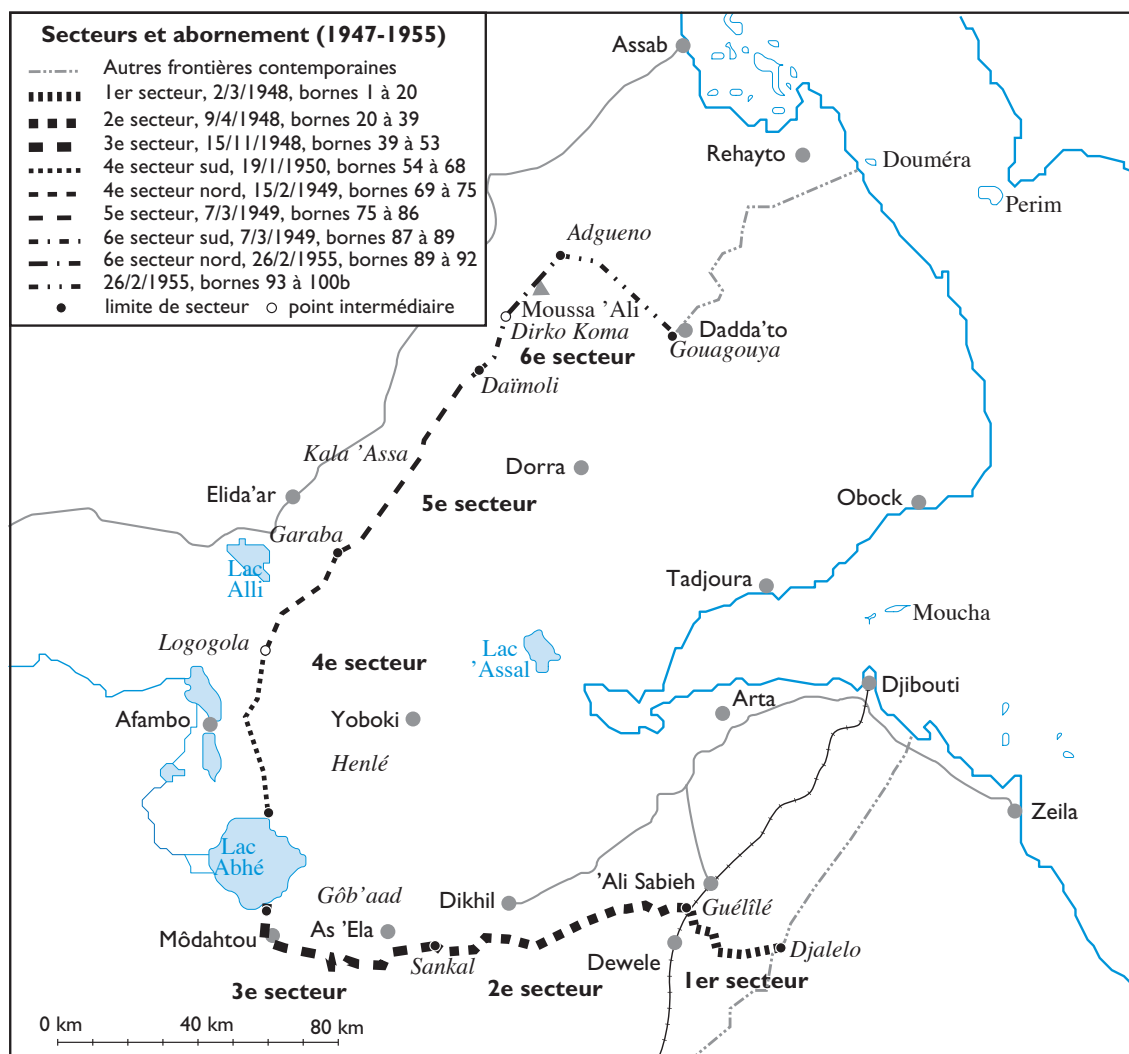 Secteurs et abornement (1947-1955)
Autres frontières contemporaines
1er secteur, 2/3/1948, bornes 1 à 20
2e secteur, 9/4/1948, bornes 20 à 39
3e secteur, 15/11/1948, bornes 39 à 53
4e secteur sud, 19/1/1950, bornes 54 à 68
4e secteur nord, 15/2/1949, bornes 69 à 75
5e secteur, 7/3/1949, bornes 75 à 86
6e secteur sud, 7/3/1949, bornes 87 à 89
6e secteur nord, 26/2/1955, bornes 89 à 92
26/2/1955, bornes 93 à 100b
limite de secteur
point intermédiaire
Assab
Rehayto
Douméra
Perim
Adgueno
Moussa ’Ali
Dirko Koma
Dadda’to
Gouagouya
6e secteur
Daïmoli
Kala ’Assa
Dorra
Elida’ar
5e secteur
Obock
Garaba
Lac
Alli
Tadjoura
Moucha
Logogola
4e secteur
Lac
’Assal
Djibouti
Afambo
Yoboki
Arta
Henlé
Zeila
Lac
Abhé
’Ali Sabieh
Gôb’aad
Dikhil
Guélîlé
As ’Ela
Môdahtou
Sankal
Dewele
Djalelo
1er secteur
2e secteur
3e secteur
0 km
40 km
80 km